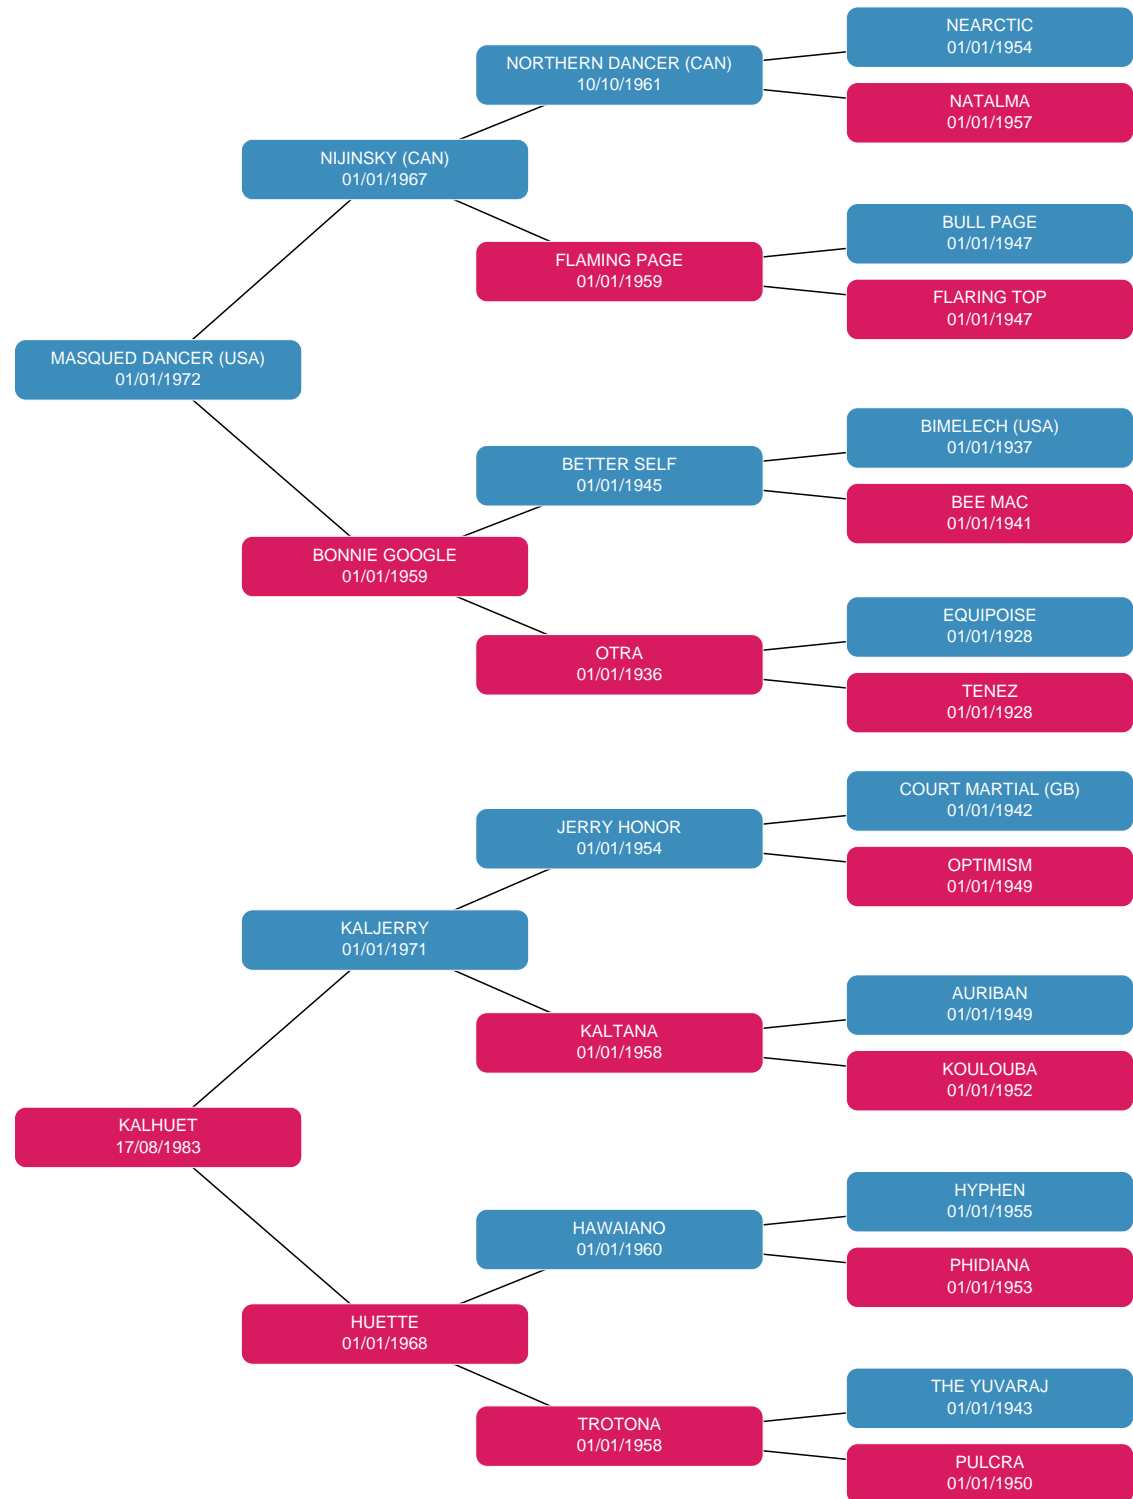 NEARCTIC
01/01/1954
NORTHERN DANCER (CAN)
10/10/1961
NATALMA
01/01/1957
NIJINSKY (CAN)
01/01/1967
BULL PAGE
01/01/1947
FLAMING PAGE
01/01/1959
FLARING TOP
01/01/1947
MASQUED DANCER (USA)
01/01/1972
BIMELECH (USA)
01/01/1937
BETTER SELF
01/01/1945
BEE MAC
01/01/1941
BONNIE GOOGLE
01/01/1959
EQUIPOISE
01/01/1928
OTRA
01/01/1936
TENEZ
01/01/1928
COURT MARTIAL (GB)
01/01/1942
JERRY HONOR
01/01/1954
OPTIMISM
01/01/1949
KALJERRY
01/01/1971
AURIBAN
01/01/1949
KALTANA
01/01/1958
KOULOUBA
01/01/1952
KALHUET
17/08/1983
HYPHEN
01/01/1955
HAWAIANO
01/01/1960
PHIDIANA
01/01/1953
HUETTE
01/01/1968
THE YUVARAJ
01/01/1943
TROTONA
01/01/1958
PULCRA
01/01/1950